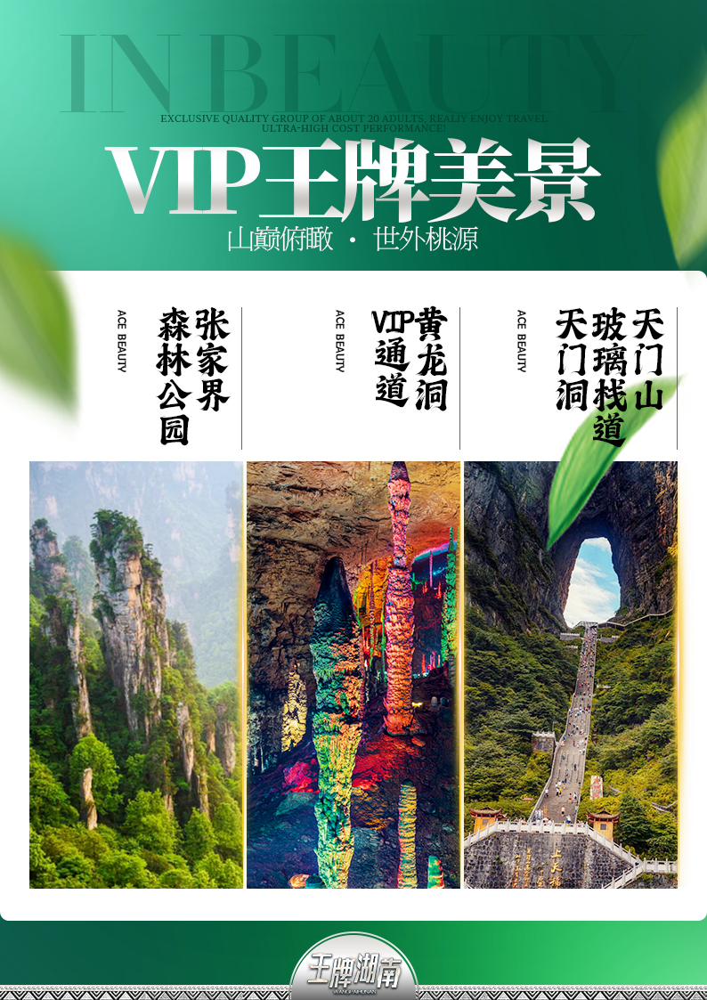 IN BEAUTY
EXCLUSIVE QUALITY GROUP OF ABOUT 20 ADULTS, REALIY ENJOY TRAVEL
ULTRA-HIGH COST PERFORMANCE!
VIP王牌美景
山巅俯瞰 · 世外桃源
张家界
森林公园
ACE BEAUTY
黄龙洞
VIP通道
ACE BEAUTY
天门山
玻璃栈道
天门洞
ACE BEAUTY
上天梯
王牌湖南
WANGPAIHUNAN